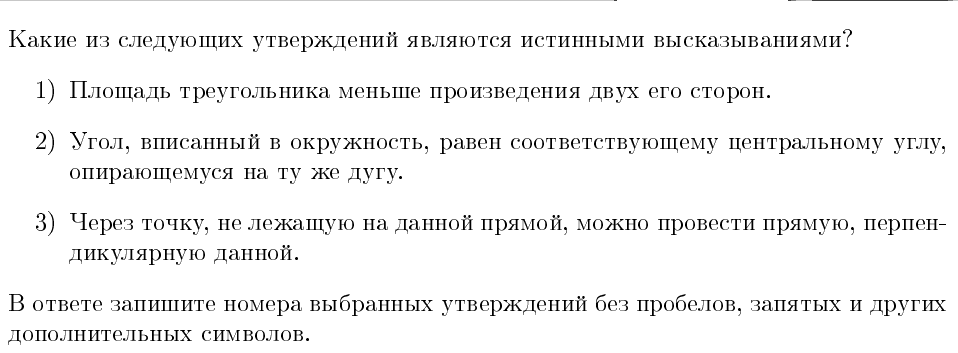 Какие из следующих утверждений являются истинными высказываниями?
1) Площадь треугольника меньше произведения двух его сторон.
2) Угол, вписанный в окружность, равен соответствующему центральному углу,
опирающемуся на ту же дугу.
3) Через точку, не лежащую на данной прямой, можно провести прямую, перпен-
дикулярную данной.
В ответе запишите номера выбранных утверждений без пробелов, запятых и других
дополнительных символов.